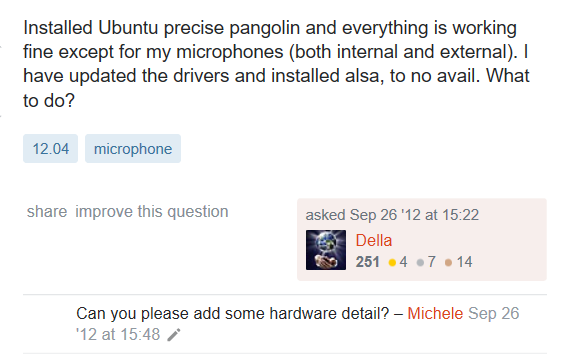 Installed Ubuntu precise pangolin and everything is working
fine except for my microphones (both internal and external). I
have updated the drivers and installed alsa, to no avail. What
to do?
12.04 microphone
share improve this question
asked Sep 26 '12 at 15:22
Della
251 4 7 14
Can you please add some hardware detail? – Michele Sep 26
'12 at 15:48